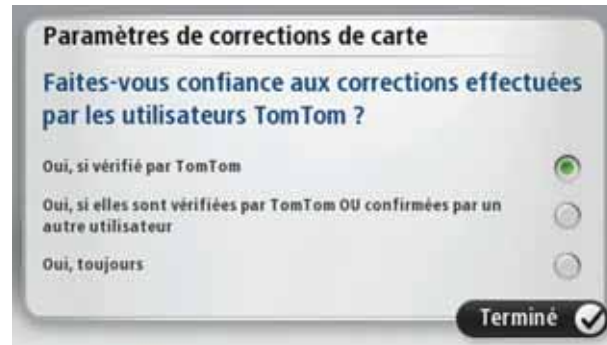 Paramètres de corrections de carte
Faites-vous confiance aux corrections effectuées
par les utilisateurs TomTom ?
Oui, si vérifié par TomTom
Oui, si elles sont vérifiées par TomTom OU confirmées par un
autre utilisateur
Oui, toujours
Terminé